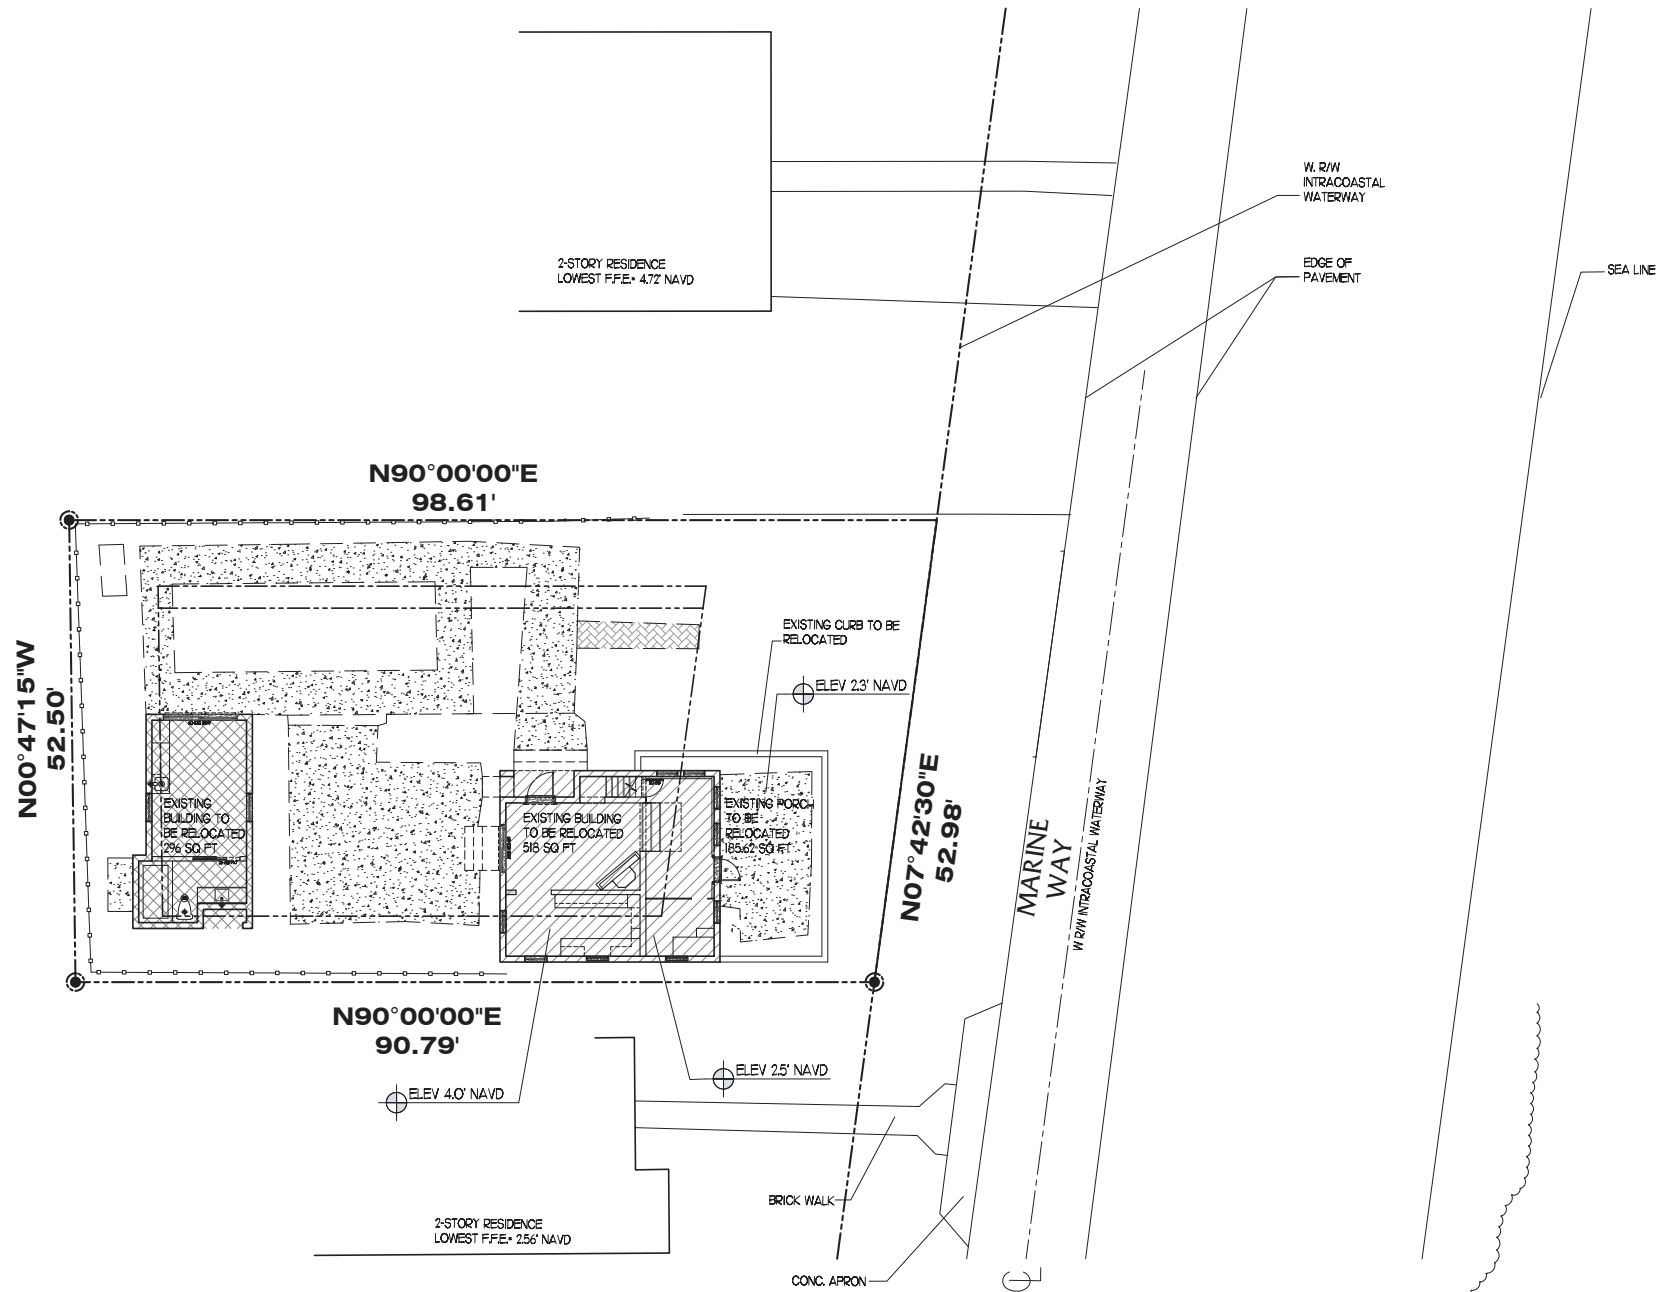 W. R/W
INTRACOASTAL
WATERWAY
EDGE OF
PAVEMENT
SEA LINE
2-STORY RESIDENCE
LOWEST F.F.E.= 4.72' NAVD
N90°00'00"E
98.61'
EXISTING CURB TO BE
RELOCATED
ELEV 2.3' NAVD
N00°47'15"W
52.50'
EXISTING
BUILDING TO
BE RELOCATED
296 SQ FT
EXISTING BUILDING
TO BE RELOCATED
518 SQ FT
EXISTING PORCH
TO BE
RELOCATED
185.62 SQ FT
N07°42'30"E
52.98'
MARINE
WAY
W R/W INTRACOASTAL WATERWAY
N90°00'00"E
90.79'
ELEV 4.0' NAVD
ELEV 2.5' NAVD
BRICK WALK
2-STORY RESIDENCE
LOWEST F.F.E.= 2.56' NAVD
CONC. APRON